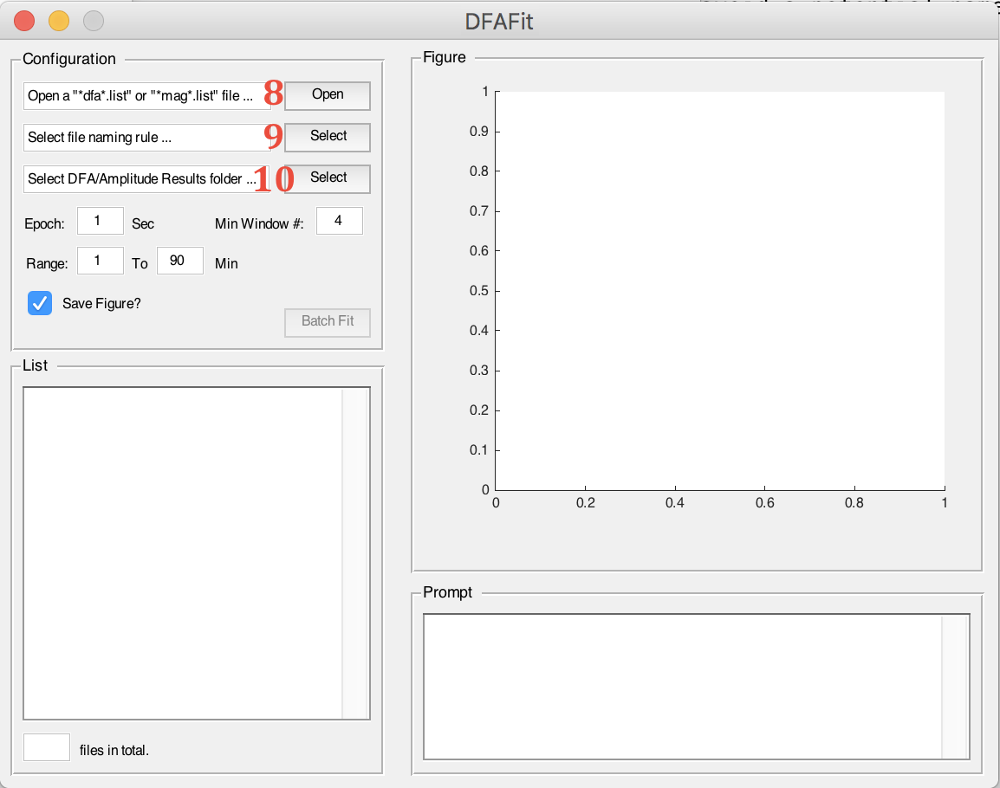 DFAFit
Configuration
Open a "*dfa*.list" or "*mag*.list" file ... 8 Open
Select file naming rule ... 9 Select
Select DFA/Amplitude Results folder ... 10 Select
Epoch: 1 Sec Min Window #: 4
Range: 1 To 90 Min
Save Figure?
Batch Fit
List
files in total.
Figure
1
0.9
0.8
0.7
0.6
0.5
0.4
0.3
0.2
0.1
0
0 0.2 0.4 0.6 0.8 1
Prompt